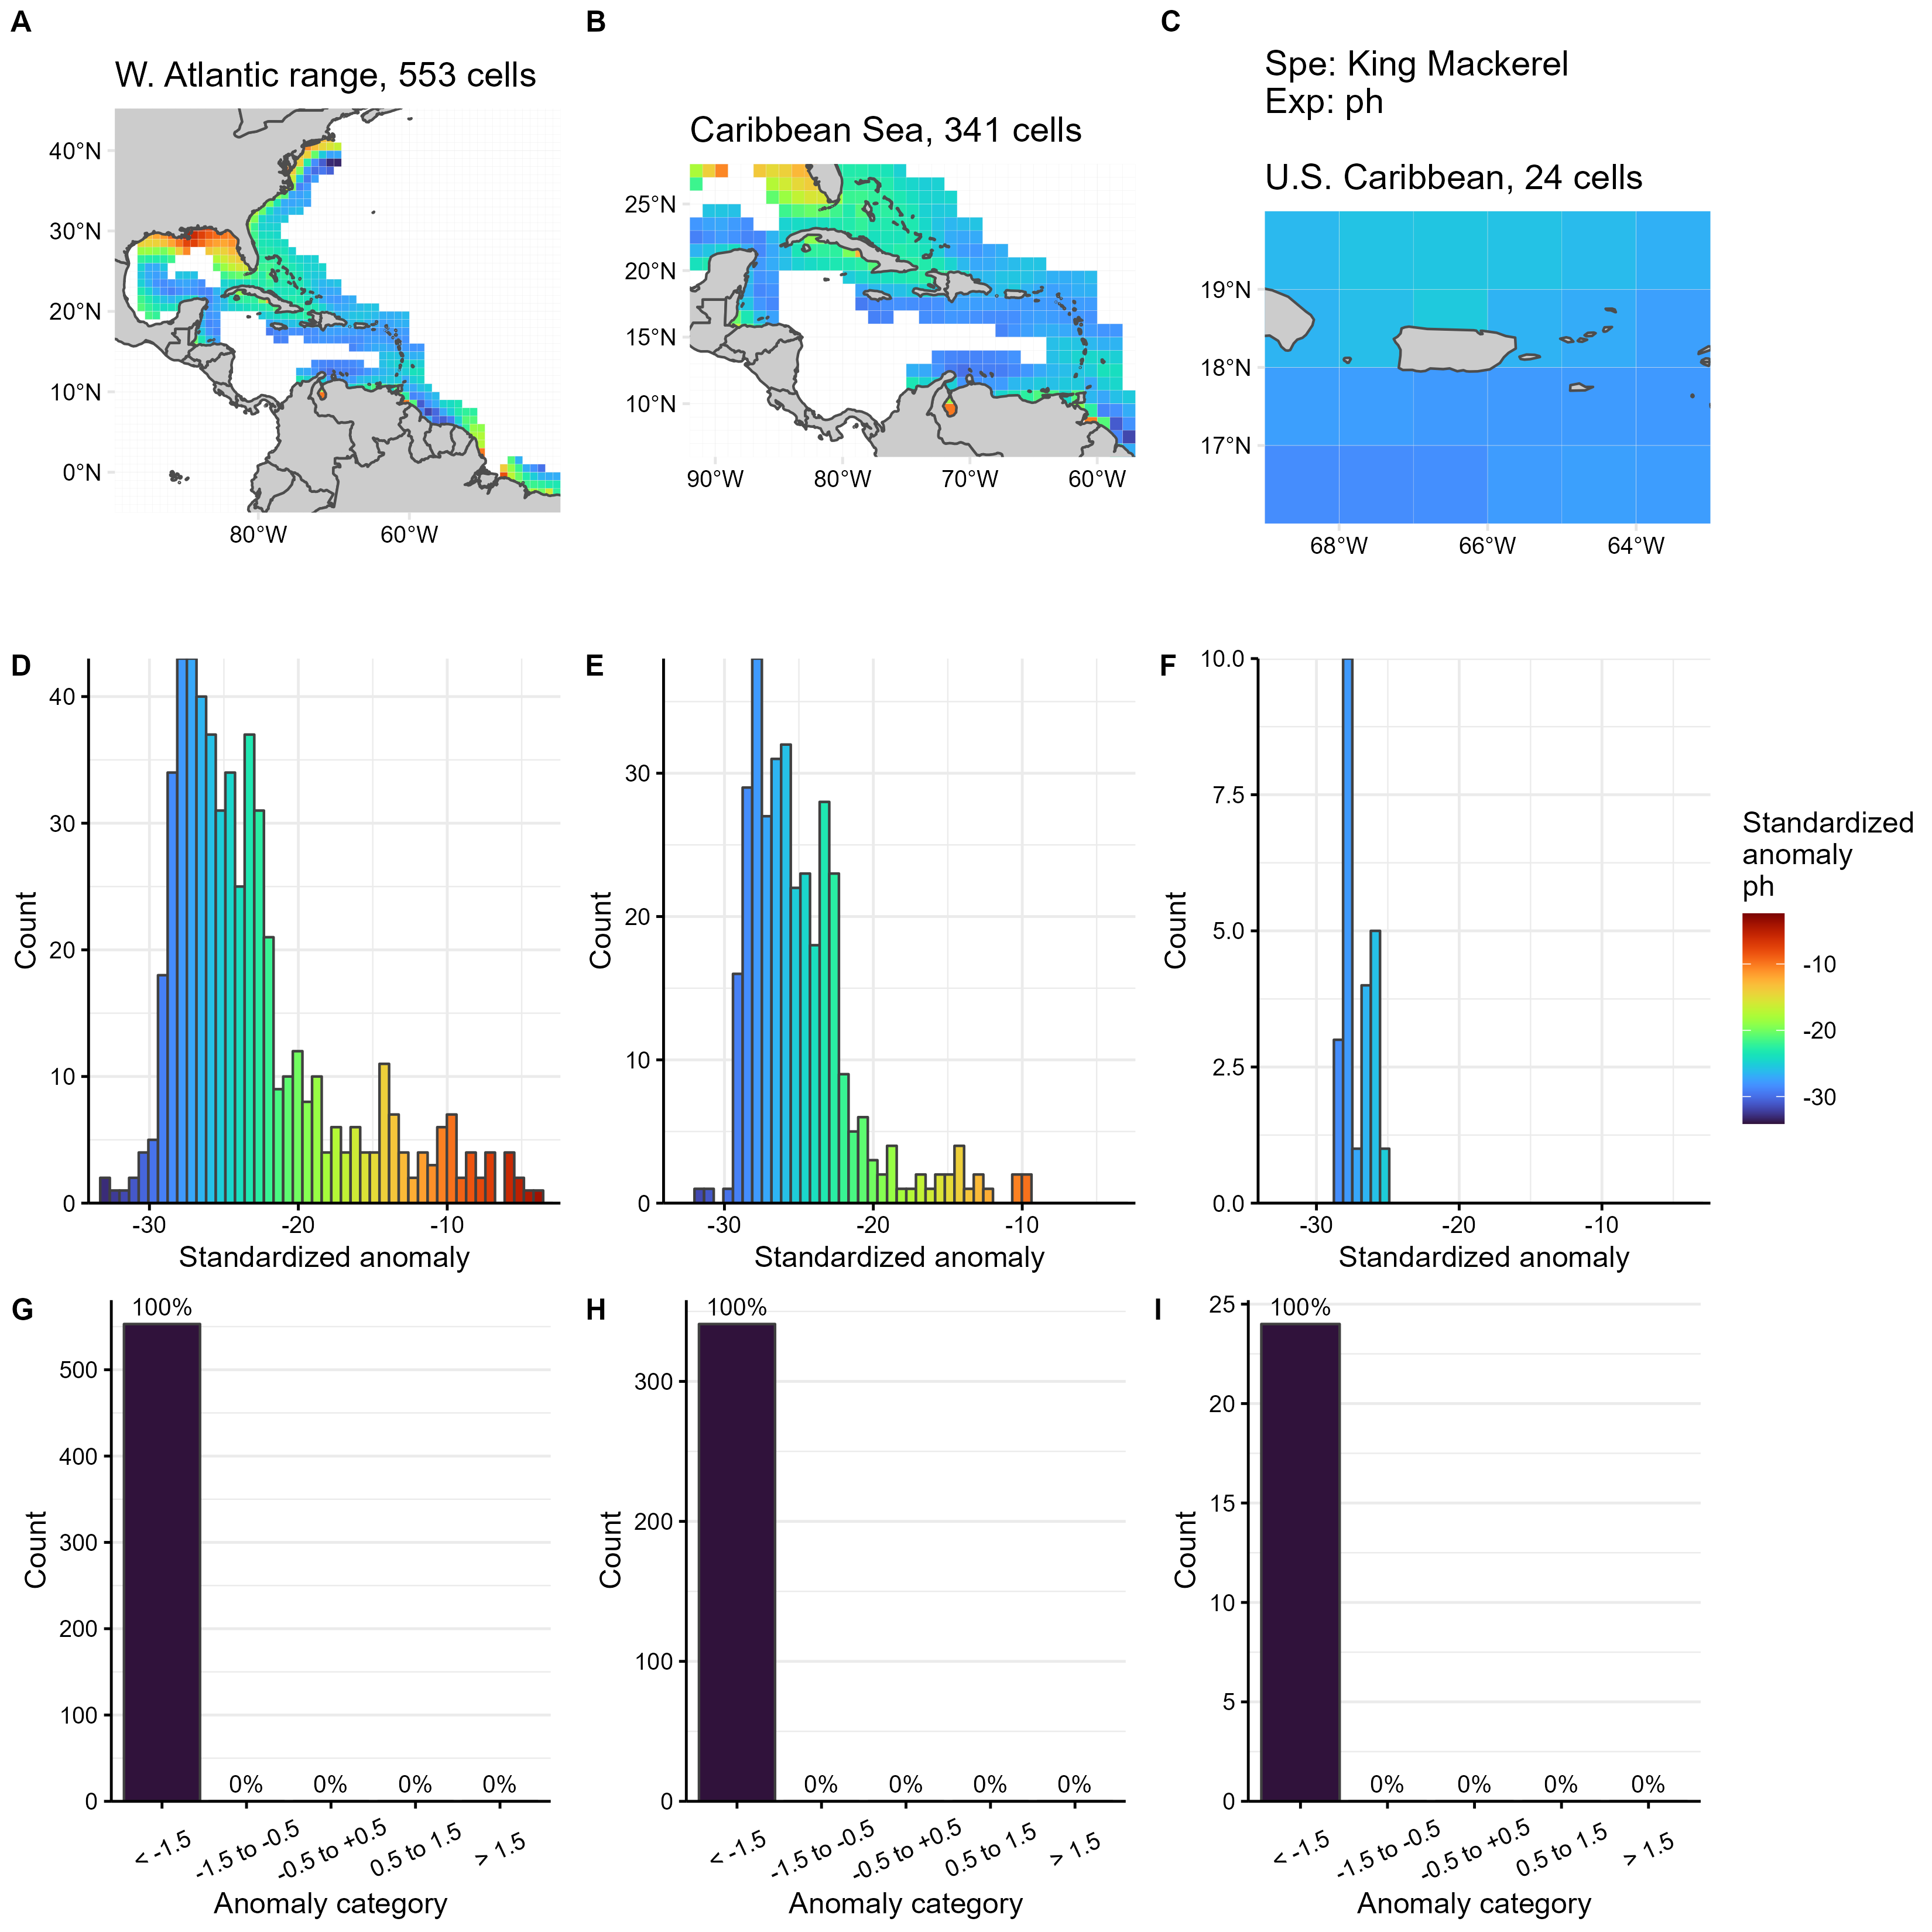 A
B
C
W. Atlantic range, 553 cells
Caribbean Sea, 341 cells
Spe: King Mackerel
Exp: ph
U.S. Caribbean, 24 cells
40°N
30°N
20°N
10°N
0°N
80°W
60°W
25°N
20°N
15°N
10°N
90°W
80°W
70°W
60°W
19°N
18°N
17°N
68°W
66°W
64°W
D
Count
40
30
20
10
0
-30
-20
-10
Standardized anomaly
E
Count
30
20
10
0
-30
-20
-10
Standardized anomaly
F
Count
10.0
7.5
5.0
2.5
0.0
-30
-20
-10
Standardized anomaly
Standardized
anomaly
ph
-10
-20
-30
G
Count
500
400
300
200
100
0
100%
0%
0%
0%
0%
< -1.5
-1.5 to -0.5
-0.5 to +0.5
0.5 to 1.5
> 1.5
Anomaly category
H
Count
300
200
100
0
100%
0%
0%
0%
0%
< -1.5
-1.5 to -0.5
-0.5 to +0.5
0.5 to 1.5
> 1.5
Anomaly category
I
Count
25
20
15
10
5
0
100%
0%
0%
0%
0%
< -1.5
-1.5 to -0.5
-0.5 to +0.5
0.5 to 1.5
> 1.5
Anomaly category